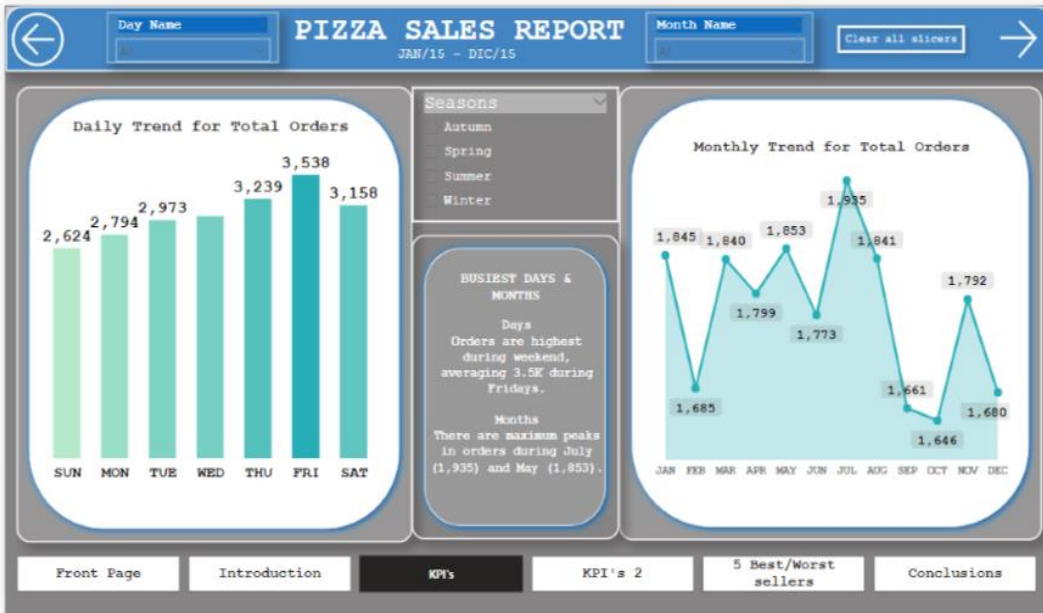 Day Name
All
PIZZA SALES REPORT
JAN/15 - DIC/15
Month Name
All
Clear all slicers
Daily Trend for Total Orders
2,624
2,794
2,973
3,239
3,538
3,158
SUN MON TUE WED THU FRI SAT
Seasons
Autumn
Spring
Summer
Winter
BUSIEST DAYS &
MONTHS
Days
Orders are highest
during weekend,
averaging 3.5K during
Fridays.
Months
There are maximum peaks
in orders during July
(1,935) and May (1,853).
Monthly Trend for Total Orders
1,845
1,685
1,840
1,799
1,853
1,773
1,935
1,841
1,661
1,646
1,792
1,680
JAN FEB MAR APR MAY JUN JUL AUG SEP OCT NOV DEC
Front Page
Introduction
KPI's
KPI's 2
5 Best/Worst
sellers
Conclusions